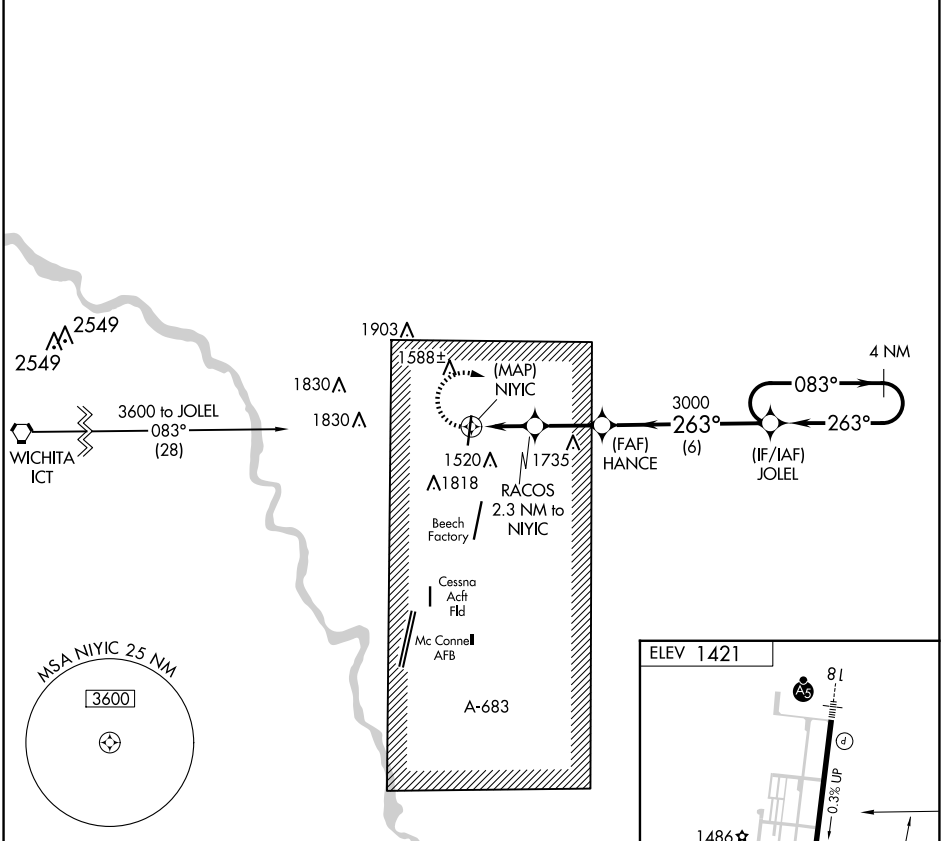 2549
2549
1903
1588±
(MAP)
NIYIC
4 NM
1830
1830
3600 to JOLEL
083°
(28)
WICHITA
ICT
083°
3000
263°
(6)
263°
(FAF)
HANCE
(IF/IAF)
JOLEL
1520
1735
1818
RACOS
2.3 NM to
NIYIC
Beech
Factory
Cessna
Acft
Fld
Mc Connell
AFB
A-683
MSA NIYIC 25 NM
3600
ELEV 1421
18
A5
P
0.3% UP
1486